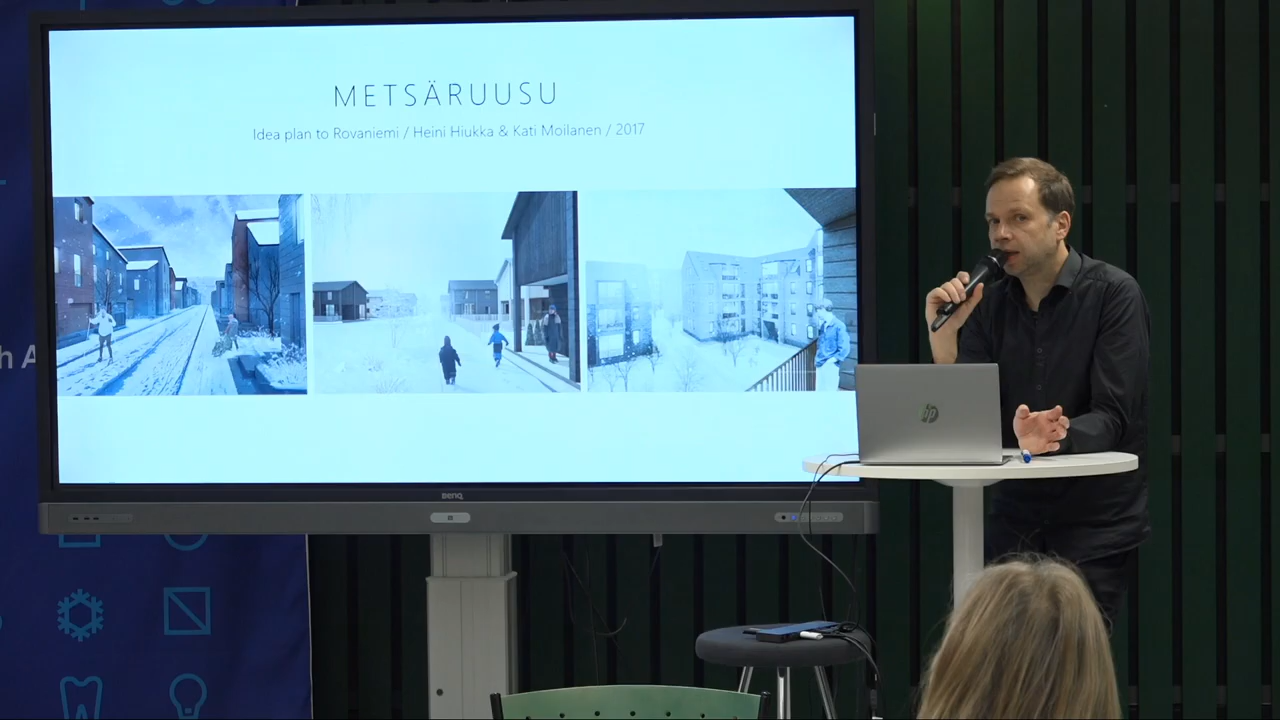 METSÄRUUSU
Idea plan to Rovaniemi / Heini Hiukka & Kati Moilanen / 2017
h A
BenQ
hp